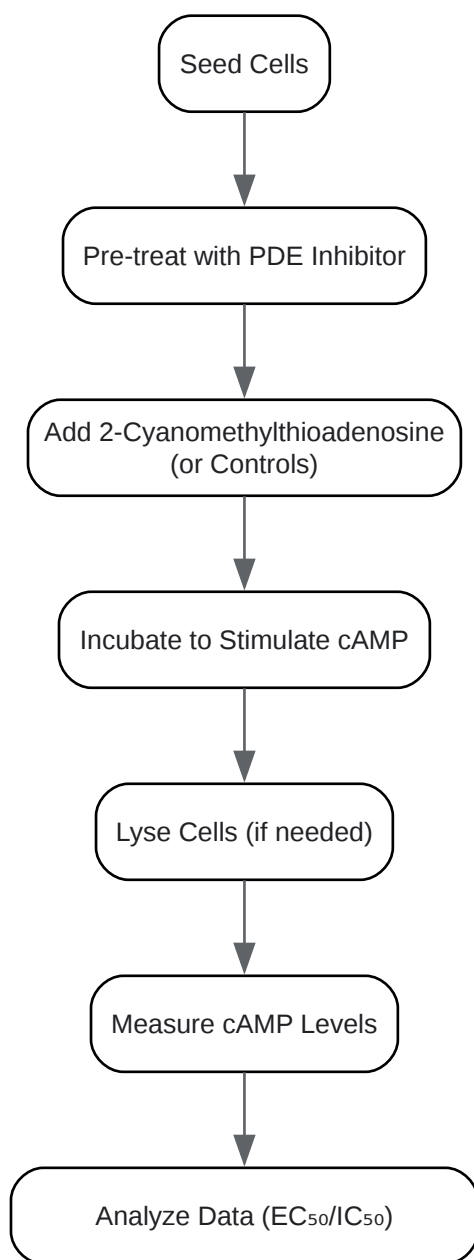 Seed Cells
Pre-treat with PDE Inhibitor
Add 2-Cyanomethylthioadenosine
(or Controls)
Incubate to Stimulate cAMP
Lyse Cells (if needed)
Measure cAMP Levels
Analyze Data (EC₅₀/IC₅₀)